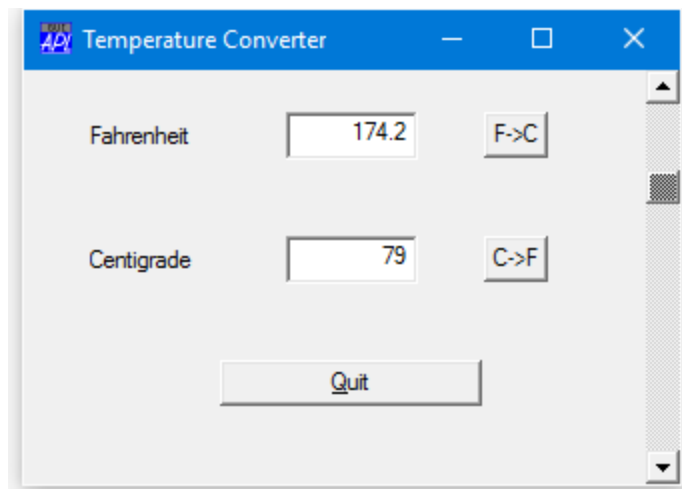 Temperature Converter
Fahrenheit 174.2 F->C
Centigrade 79 C->F
Quit